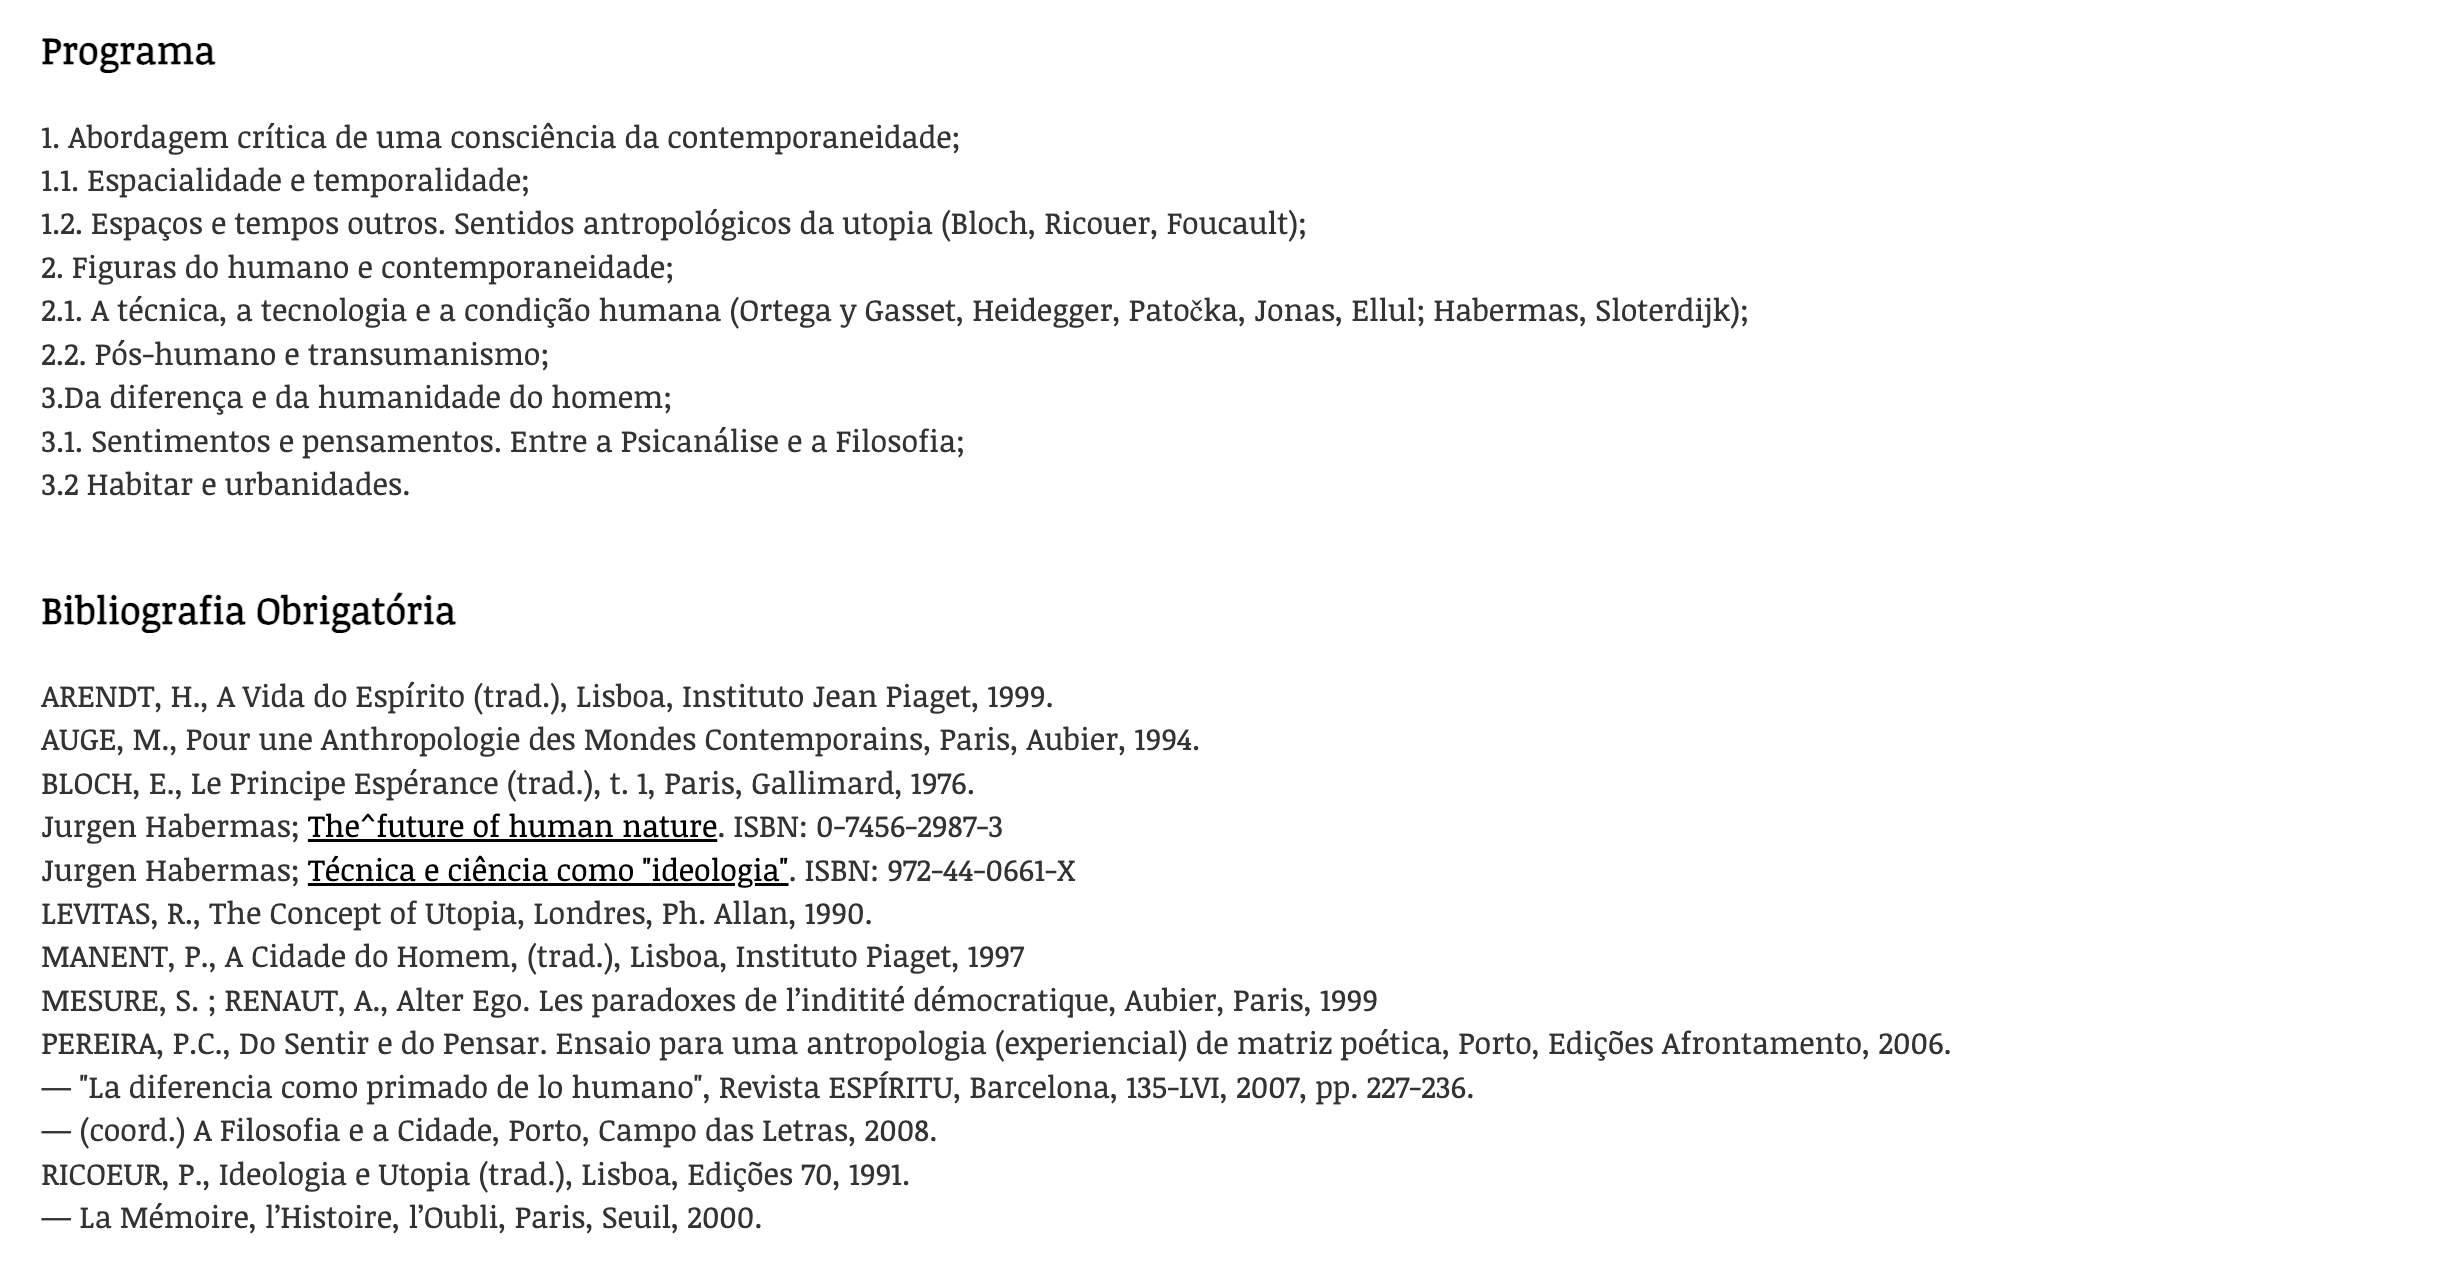 Programa
1. Abordagem crítica de uma consciência da contemporaneidade;
1.1. Espacialidade e temporalidade;
1.2. Espaços e tempos outros. Sentidos antropológicos da utopia (Bloch, Ricouer, Foucault);
2. Figuras do humano e contemporaneidade;
2.1. A técnica, a tecnologia e a condição humana (Ortega y Gasset, Heidegger, Patočka, Jonas, Ellul; Habermas, Sloterdijk);
2.2. Pós-humano e transumanismo;
3.Da diferença e da humanidade do homem;
3.1. Sentimentos e pensamentos. Entre a Psicanálise e a Filosofia;
3.2 Habitar e urbanidades.
Bibliografia Obrigatória
ARENDT, H., A Vida do Espírito (trad.), Lisboa, Instituto Jean Piaget, 1999.
AUGE, M., Pour une Anthropologie des Mondes Contemporains, Paris, Aubier, 1994.
BLOCH, E., Le Principe Espérance (trad.), t. 1, Paris, Gallimard, 1976.
Jurgen Habermas; The^future of human nature. ISBN: 0-7456-2987-3
Jurgen Habermas; Técnica e ciência como "ideologia". ISBN: 972-44-0661-X
LEVITAS, R., The Concept of Utopia, Londres, Ph. Allan, 1990.
MANENT, P., A Cidade do Homem, (trad.), Lisboa, Instituto Piaget, 1997
MESURE, S. ; RENAUT, A., Alter Ego. Les paradoxes de l’inditité démocratique, Aubier, Paris, 1999
PEREIRA, P.C., Do Sentir e do Pensar. Ensaio para uma antropologia (experiencial) de matriz poética, Porto, Edições Afrontamento, 2006.
— "La diferencia como primado de lo humano", Revista ESPÍRITU, Barcelona, 135-LVI, 2007, pp. 227-236.
— (coord.) A Filosofia e a Cidade, Porto, Campo das Letras, 2008.
RICOEUR, P., Ideologia e Utopia (trad.), Lisboa, Edições 70, 1991.
— La Mémoire, l’Histoire, l’Oubli, Paris, Seuil, 2000.